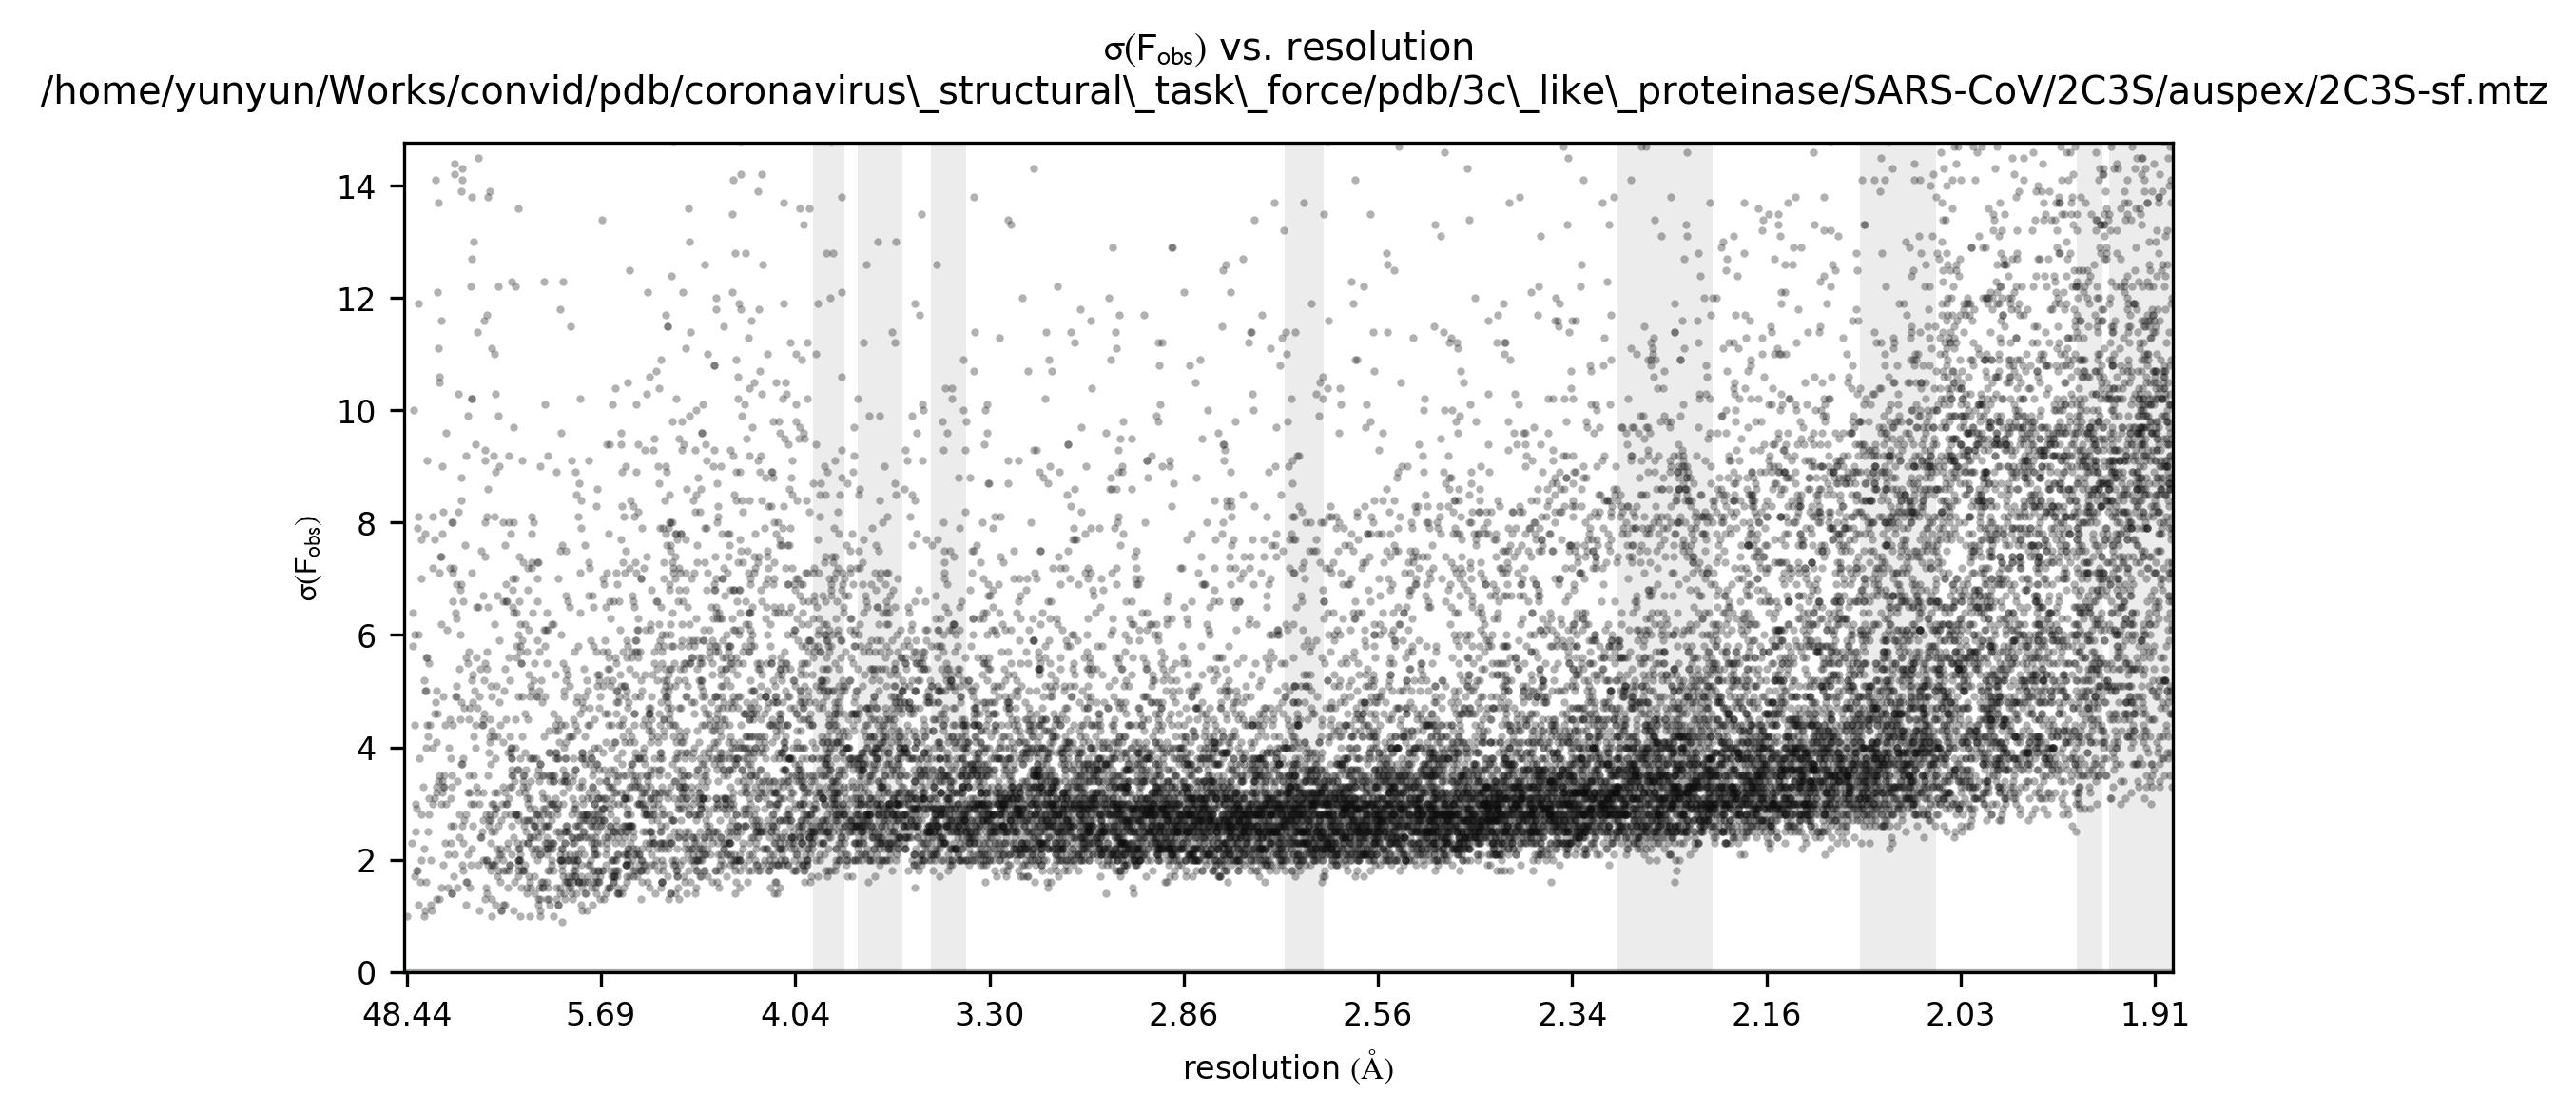 σ(Fobs) vs. resolution
/home/yunyun/Works/convid/pdb/coronavirus\_structural\_task\_force/pdb/3c\_like\_proteinase/SARS-CoV/2C3S/auspex/2C3S-sf.mtz
14
12
10
8
6
4
2
0
σ(Fobs)
48.44 5.69 4.04 3.30 2.86 2.56 2.34 2.16 2.03 1.91
resolution (Å)